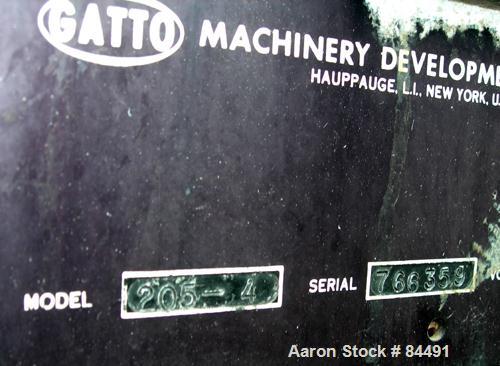 GATTO
MACHINERY DEVELOPME
HAUPPAUGE, L.I., NEW YORK, U.
MODEL 205-4 SERIAL 766359
Aaron Stock # 84491